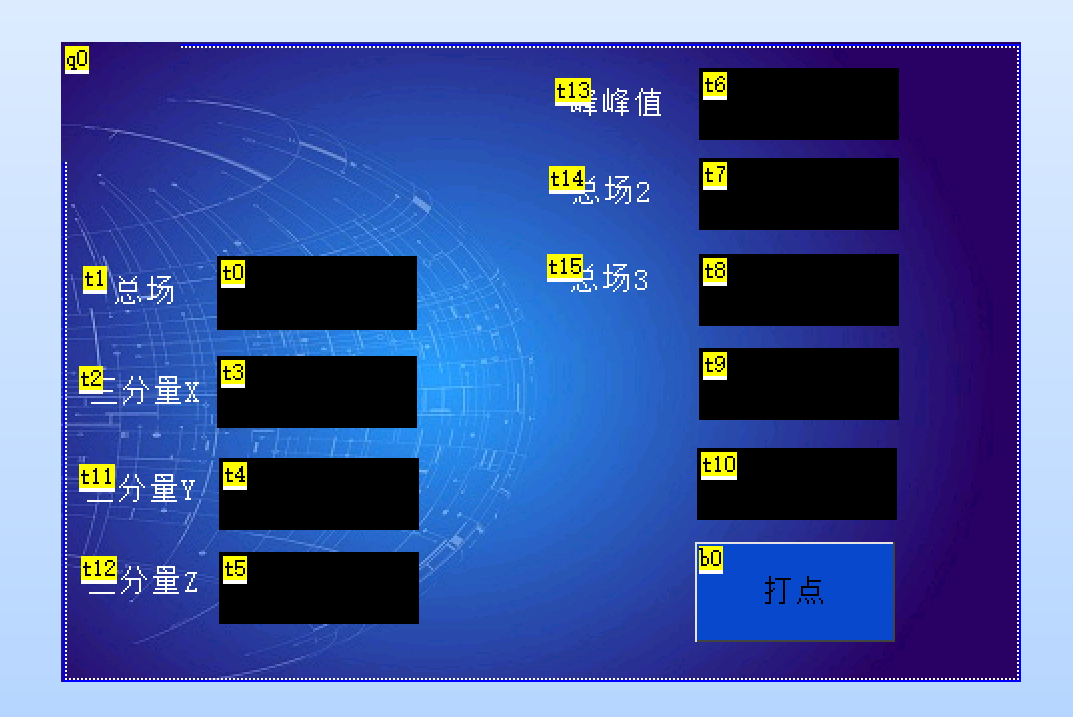 q0
t13 峰峰值 t6
t14 总场2 t7
t15 总场3 t8
t1 总场 t0
t9
t2 三分量X t3
t10
t11 三分量Y t4
t12 三分量Z t5
b0
打点